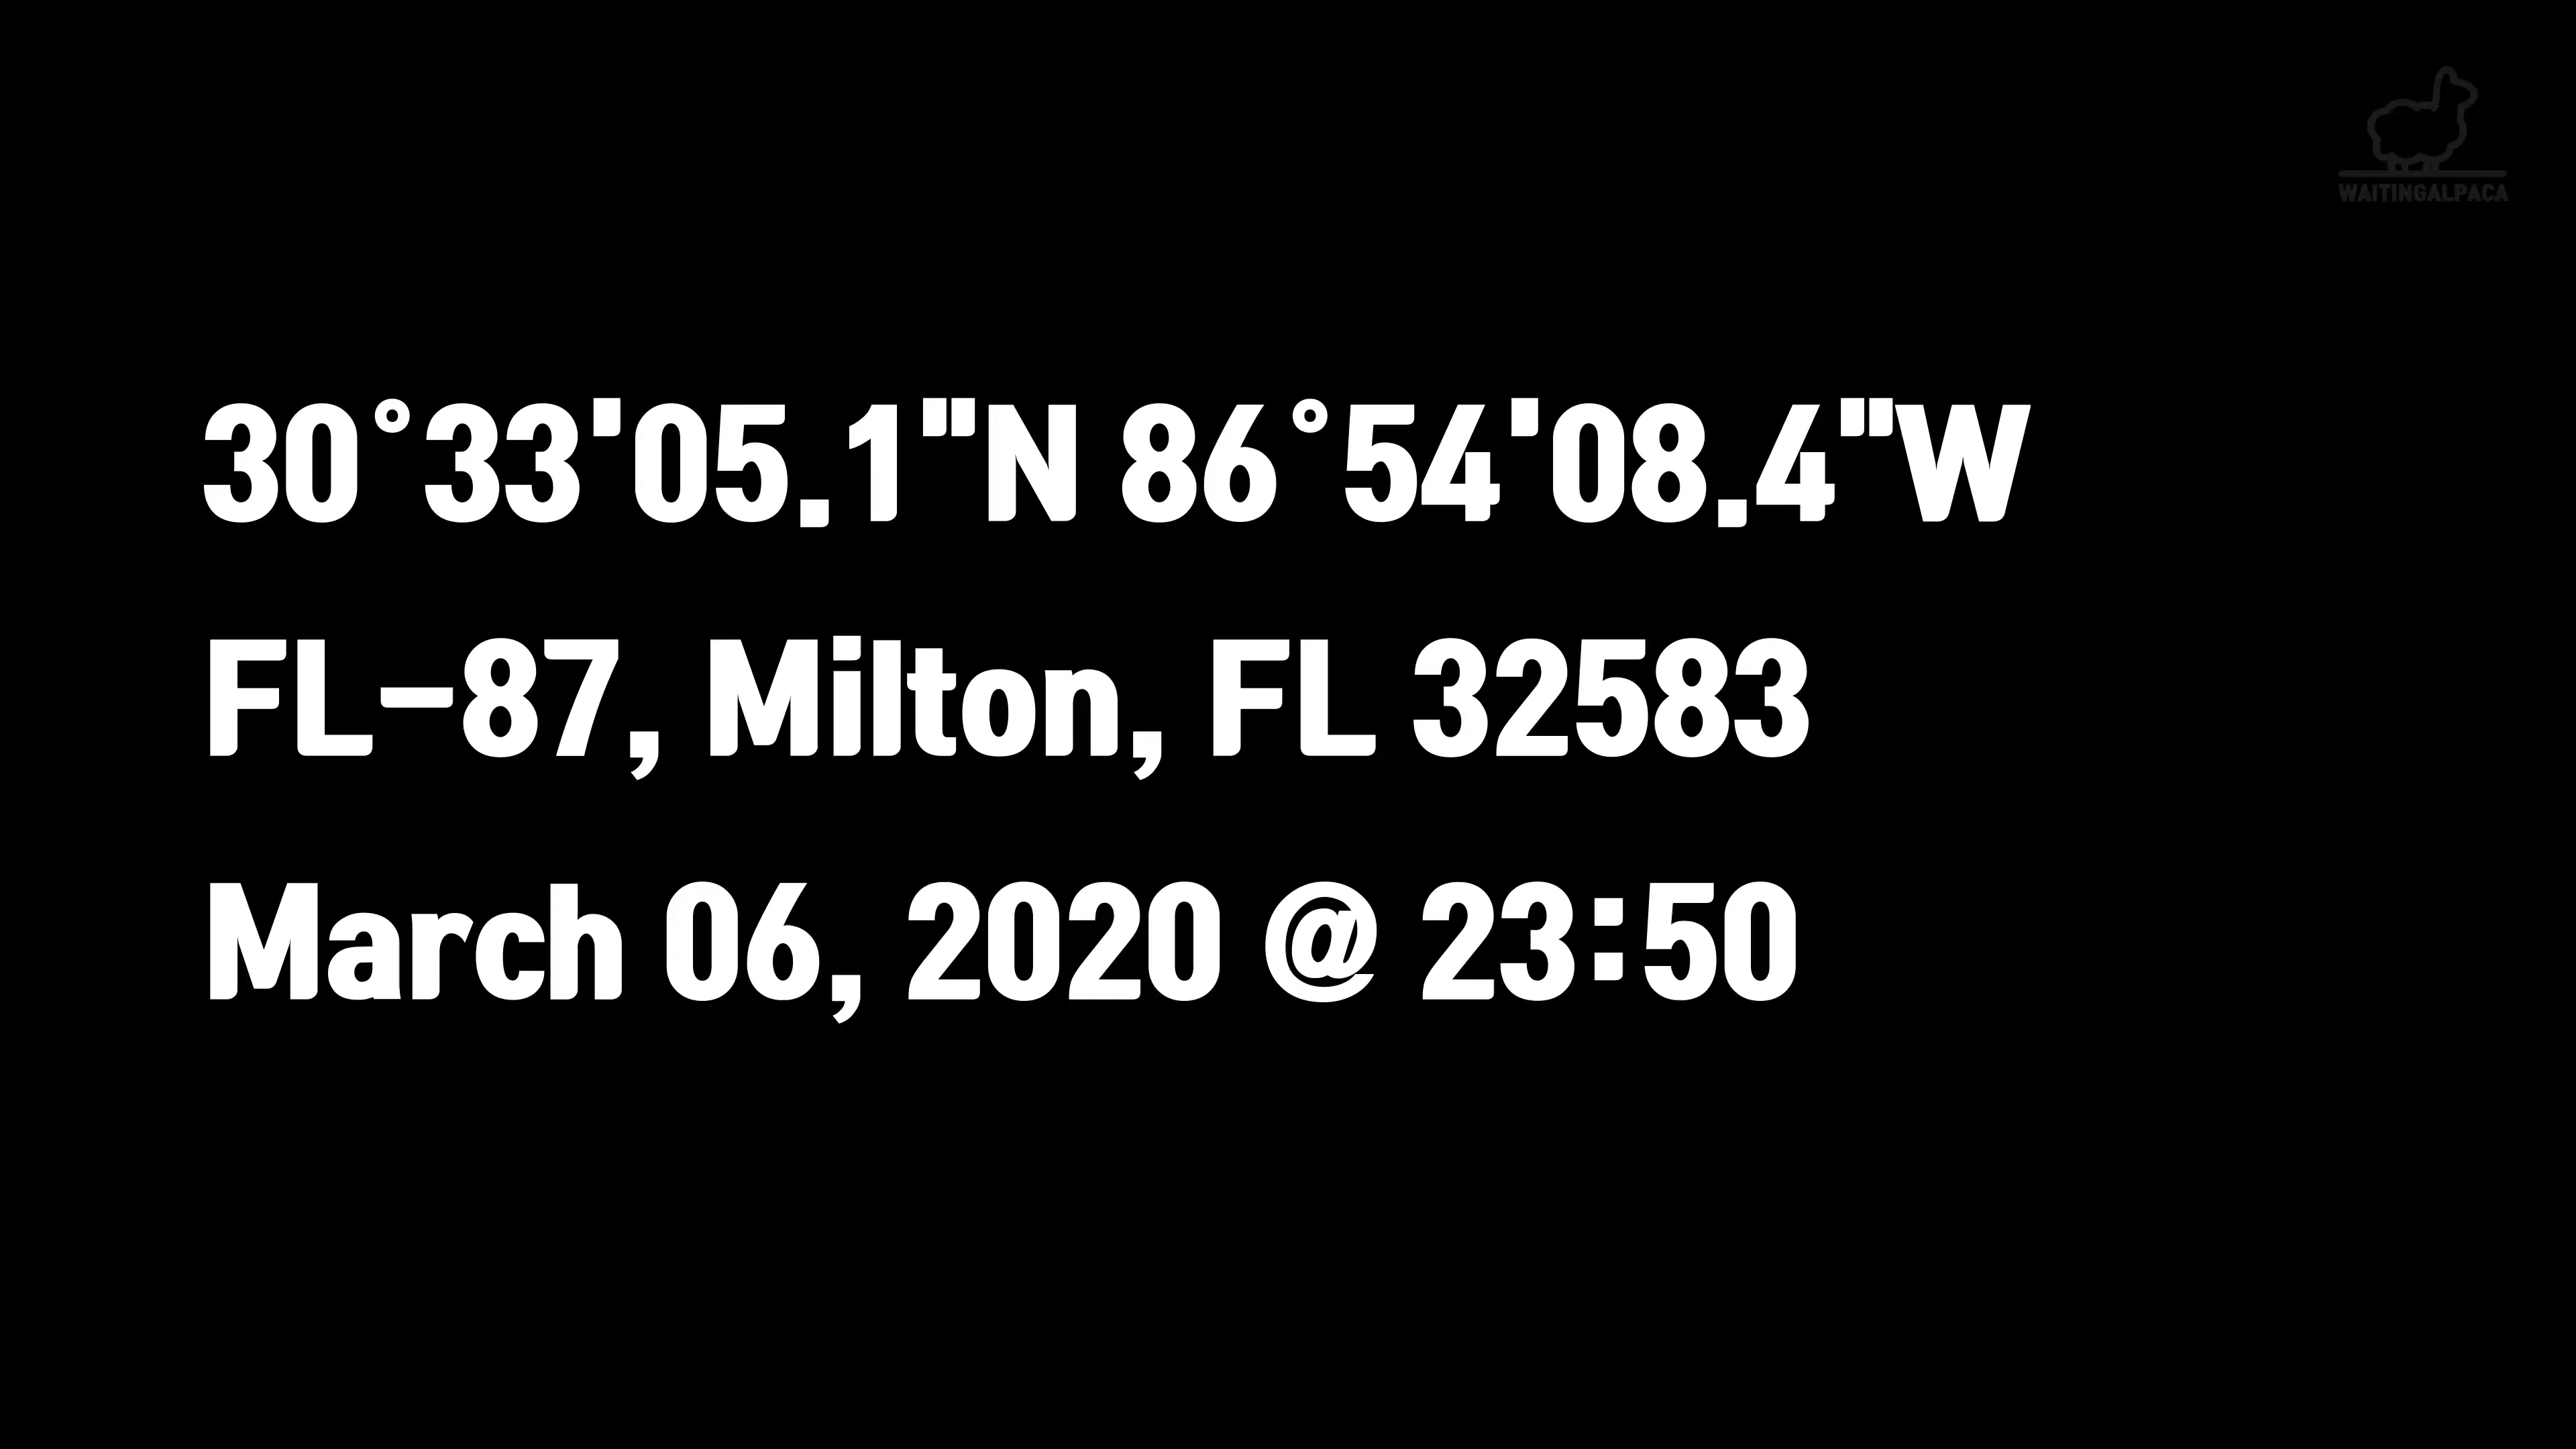 WAITINGALPACA
30°33'05.1"N 86°54'08.4"W
FL-87, Milton, FL 32583
March 06, 2020 @ 23:50